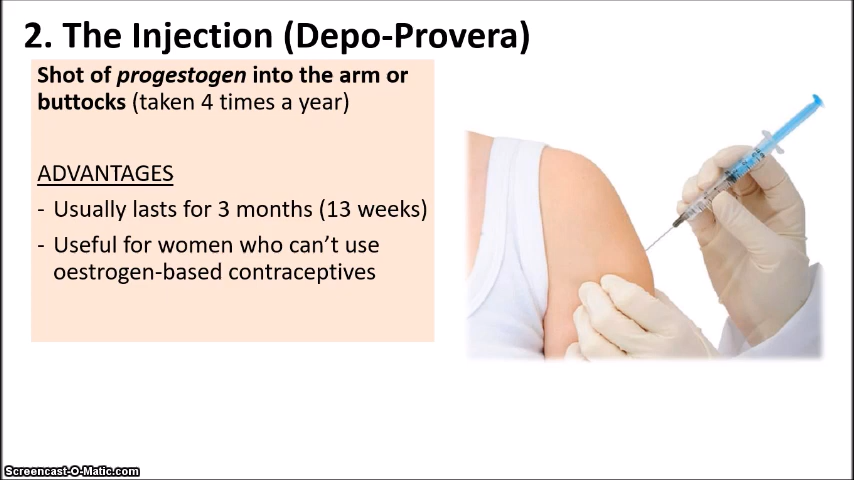 2. The Injection (Depo-Provera)
Shot of progestogen into the arm or
buttocks (taken 4 times a year)
ADVANTAGES
- Usually lasts for 3 months (13 weeks)
- Useful for women who can’t use
oestrogen-based contraceptives
Screencast-O-Matic.com